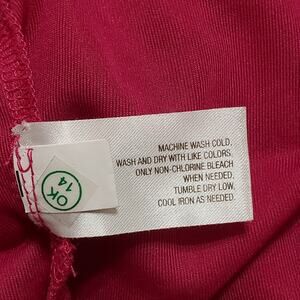 MACHINE WASH COLD,
WASH AND DRY WITH LIKE COLORS,
ONLY NON-CHLORINE BLEACH
WHEN NEEDED,
TUMBLE DRY LOW,
COOL IRON AS NEEDED.
OK
14